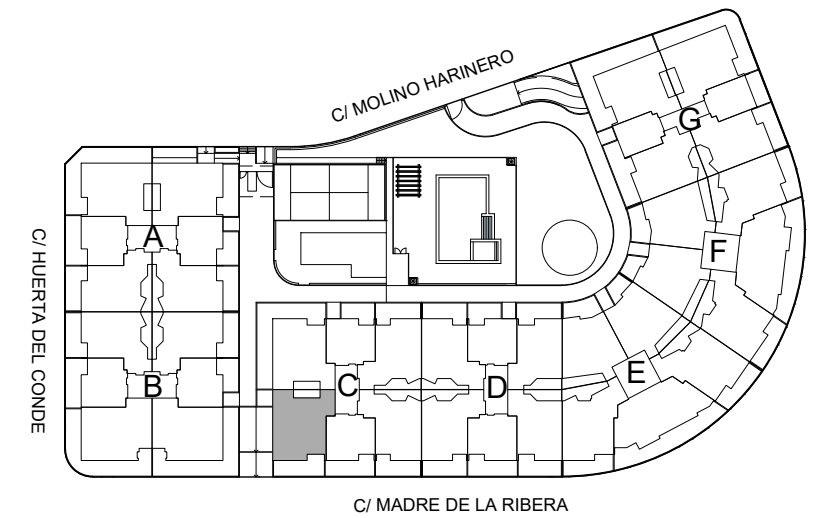 C/ MOLINO HARINERO
G
A
F
C/ HUERTA DEL CONDE
B
C
D
E
C/ MADRE DE LA RIBERA